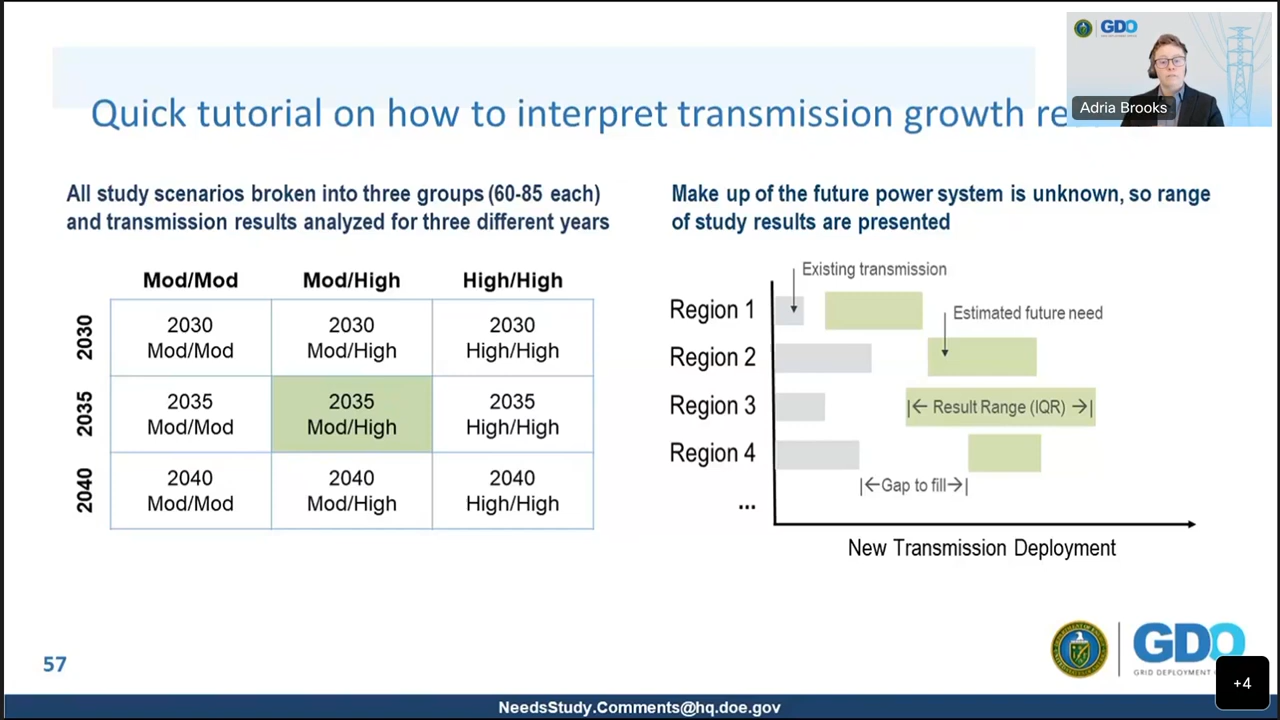 GDO
Adria Brooks
Quick tutorial on how to interpret transmission growth
All study scenarios broken into three groups (60-85 each)
and transmission results analyzed for three different years
Mod/Mod Mod/High High/High
2030
2030 Mod/Mod
2030 Mod/High
2030 High/High
2035
2035 Mod/Mod
2035 Mod/High
2035 High/High
2040
2040 Mod/Mod
2040 Mod/High
2040 High/High
Make up of the future power system is unknown, so range
of study results are presented
Existing transmission
Region 1
Estimated future need
Region 2
Region 3
|← Result Range (IQR) →|
Region 4
|←Gap to fill→|
...
New Transmission Deployment
57
GDO
GRID DEPLOYMENT
+4
NeedsStudy.Comments@hq.doe.gov